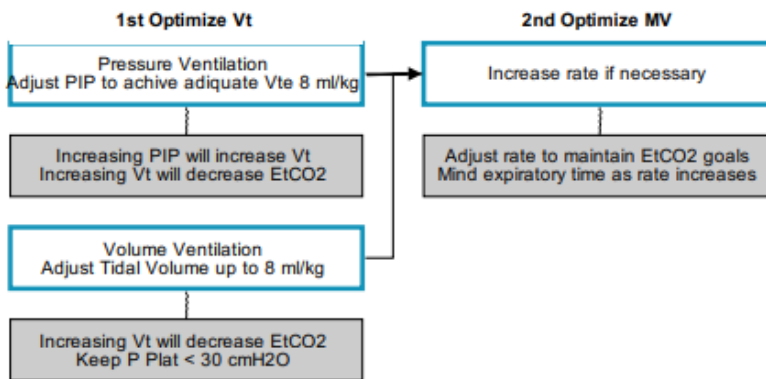 1st Optimize Vt
Pressure Ventilation
Adjust PIP to achive adiquate Vte 8 ml/kg
Increasing PIP will increase Vt
Increasing Vt will decrease EtCO2
Volume Ventilation
Adjust Tidal Volume up to 8 ml/kg
Increasing Vt will decrease EtCO2
Keep P Plat < 30 cmH2O
2nd Optimize MV
Increase rate if necessary
Adjust rate to maintain EtCO2 goals
Mind expiratory time as rate increases